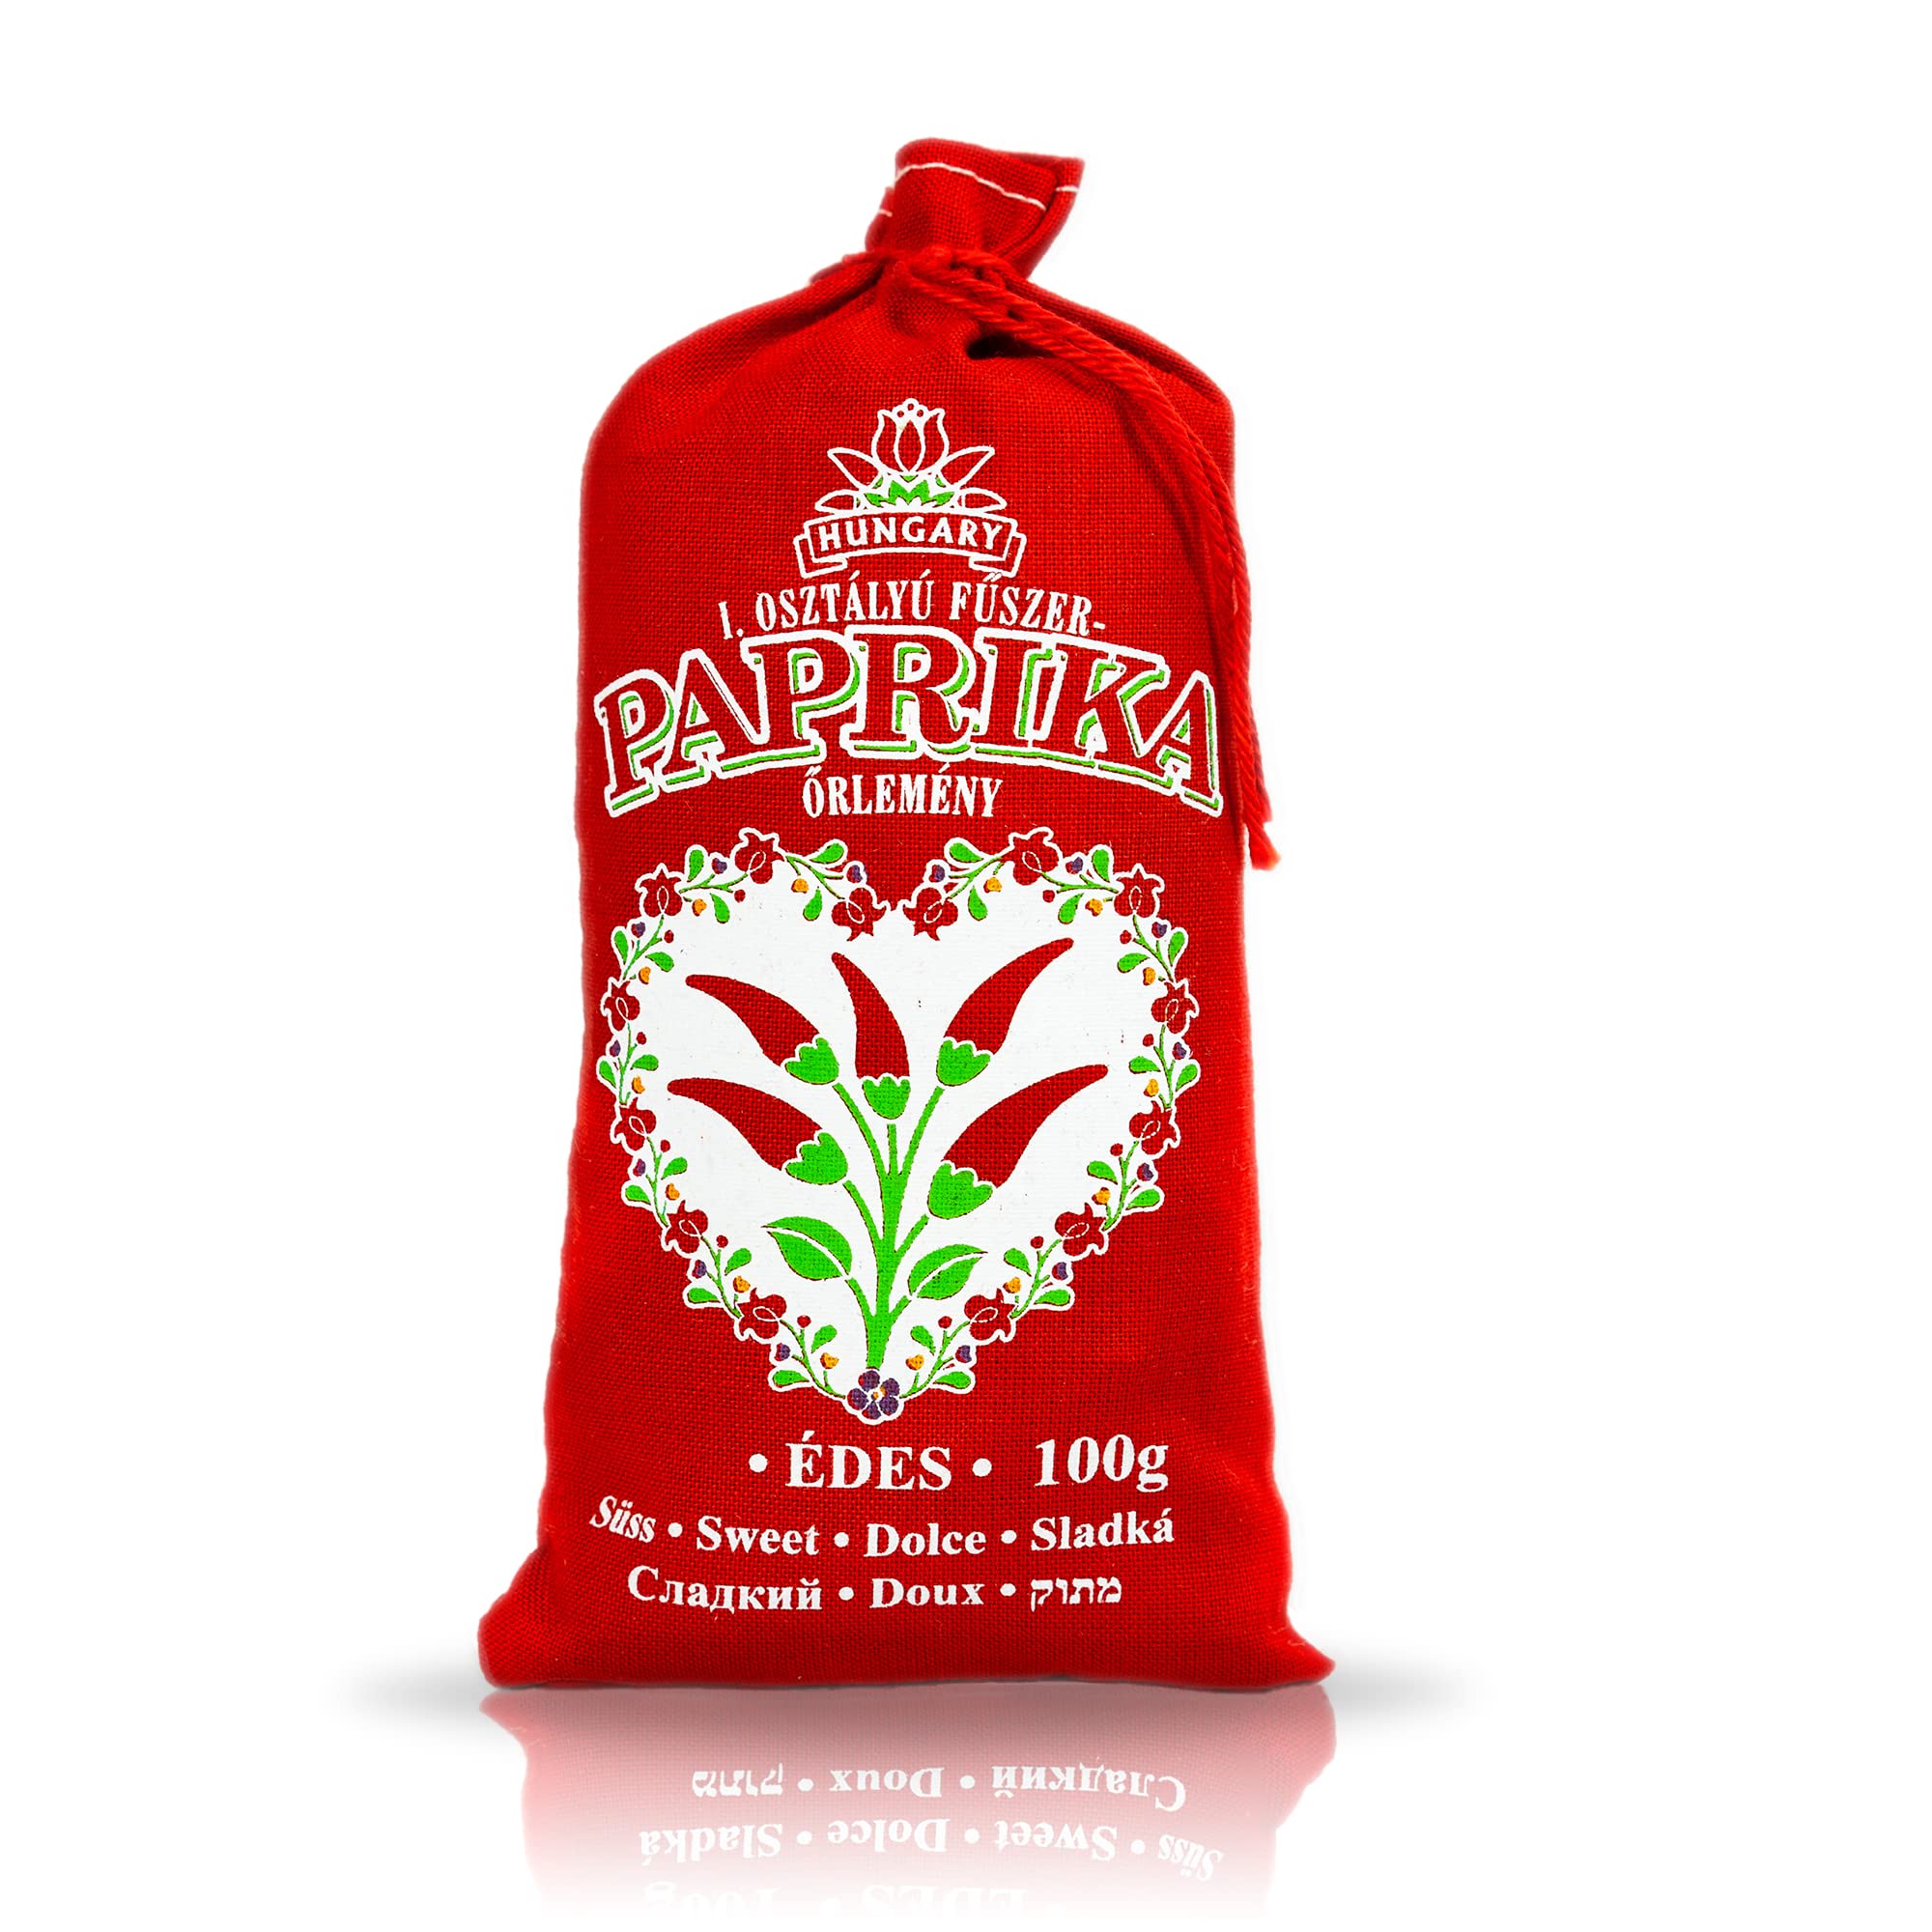 HUNGARY
I. OSZTÁLYÚ FŰSZER-
PAPRIKA
ŐRLEMÉNY
• ÉDES • 100g
Süss • Sweet • Dolce • Sladká
Сладкий • Doux • מתוק